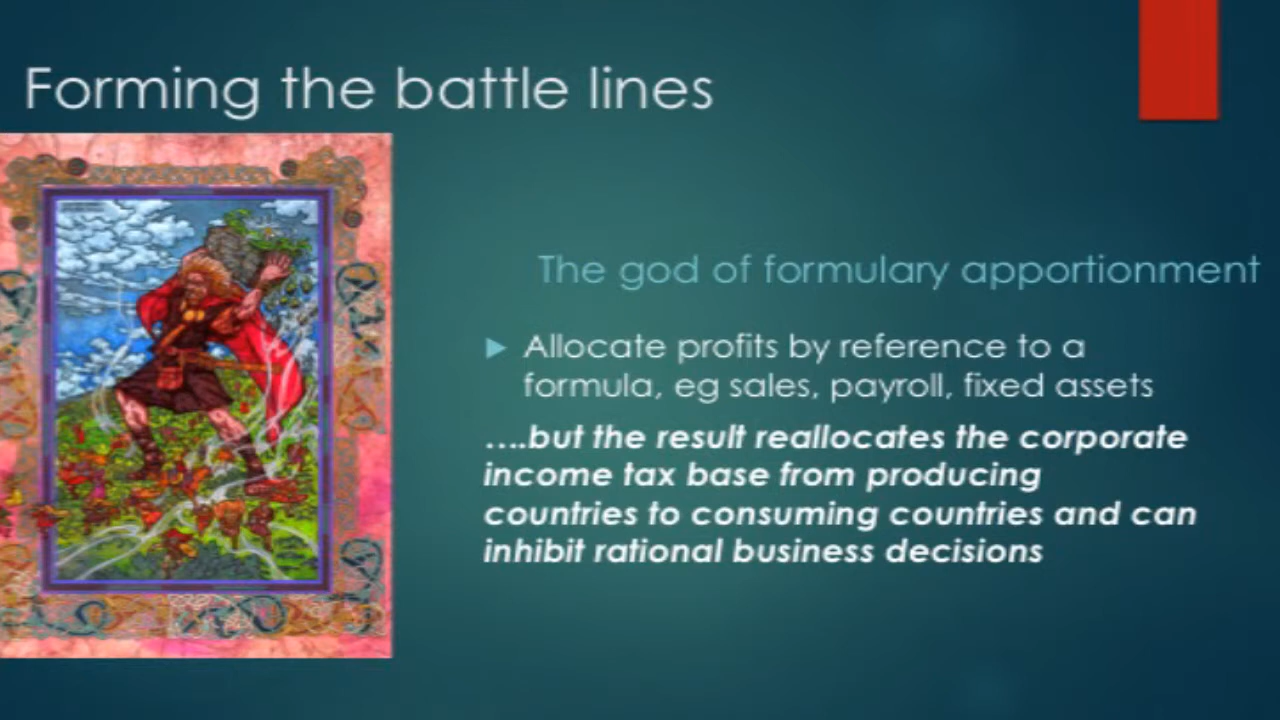 Forming the battle lines
The god of formulary apportionment
Allocate profits by reference to a
formula, eg sales, payroll, fixed assets
....but the result reallocates the corporate
income tax base from producing
countries to consuming countries and can
inhibit rational business decisions